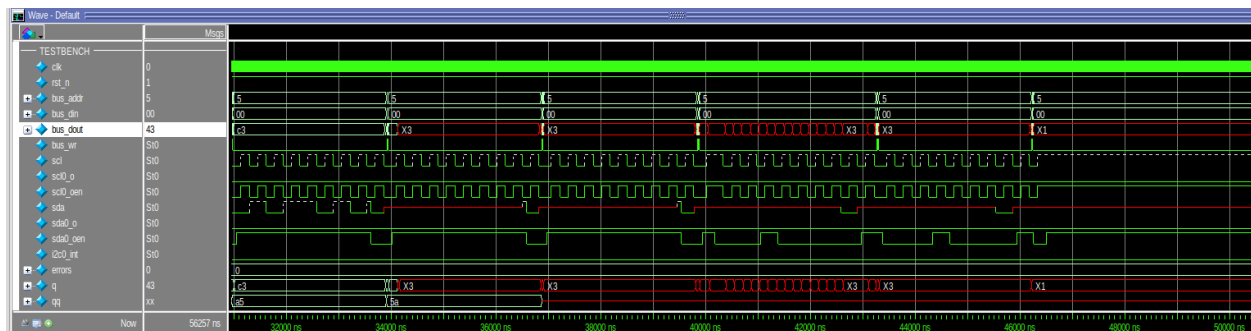 Wave - Default
Msgs
TESTBENCH
clk 0
rst_n 1
bus_addr 5 5 5 5 5 5 5
bus_din 00 00 00 00 00 00 00
bus_dout 43 c3 X3 X3 X3 X3 X1
bus_wr St0
scl St0
scl0_o St0
scl0_oen St0
sda St0
sda0_o St0
sda0_oen St0
i2c0_int St0
errors 0 0
q 43 c3 X3 X3 X3 X3 X1
qq xx a5 5a
Now 56257 ns 32000 ns 34000 ns 36000 ns 38000 ns 40000 ns 42000 ns 44000 ns 46000 ns 48000 ns 50000 ns